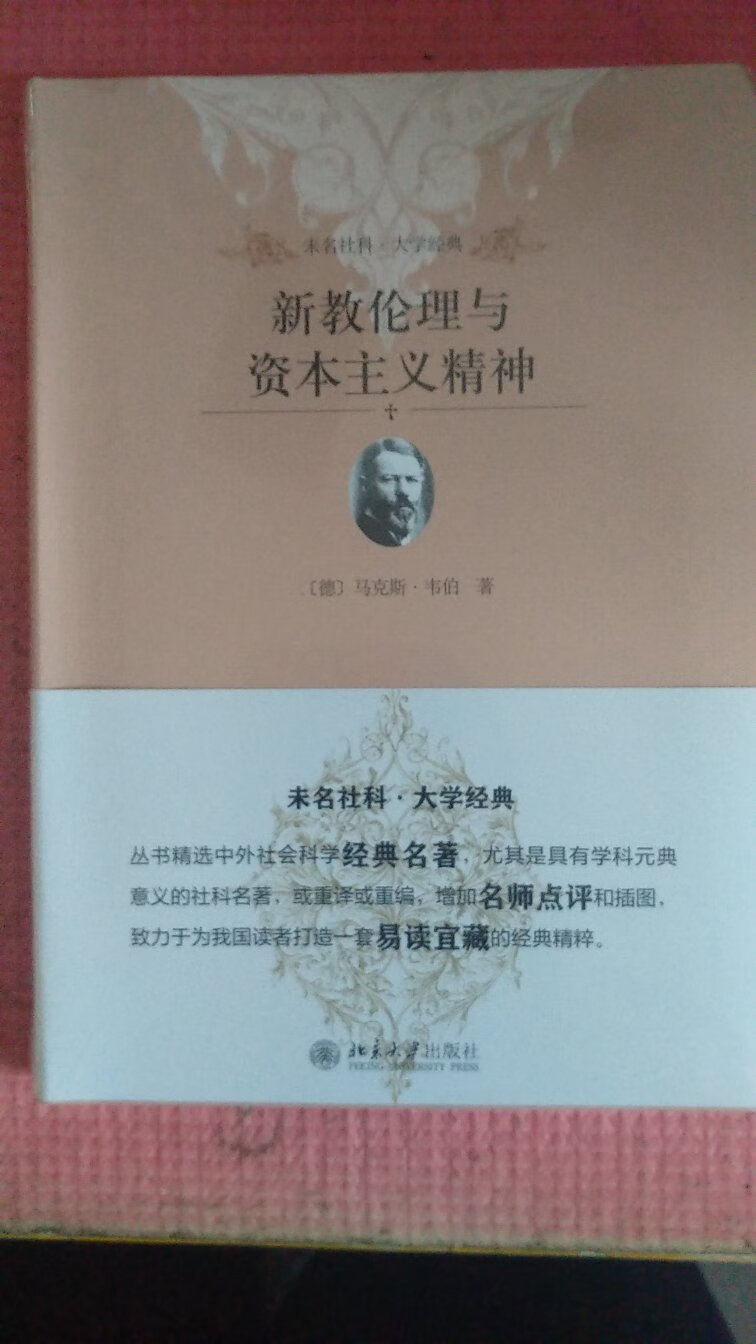 未名社科·大学经典
新教伦理与
资本主义精神
〔德〕马克斯·韦伯 著
未名社科·大学经典
丛书精选中外社会科学经典名著，尤其是具有学科元典
意义的社科名著，或重译或重编，增加名师点评和插图，
致力于为我国读者打造一套易读宜藏的经典精粹。
北京大学出版社
PEKING UNIVERSITY PRESS